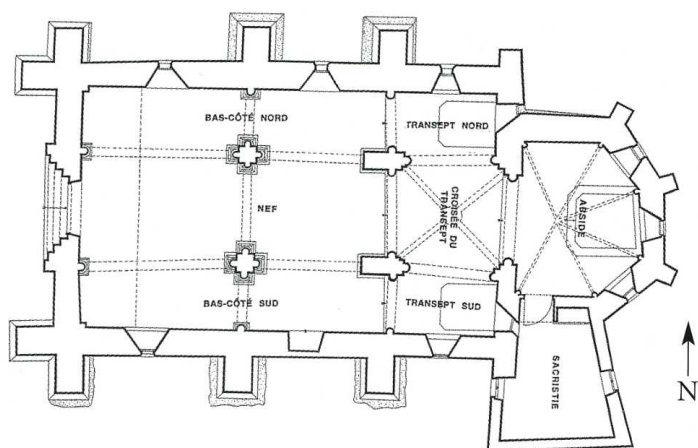 BAS-CÔTÉ NORD
TRANSEPT NORD
NEF
CROISÉE DU
TRANSEPT
ABSIDE
BAS-CÔTÉ SUD
TRANSEPT SUD
SACRISTIE
N